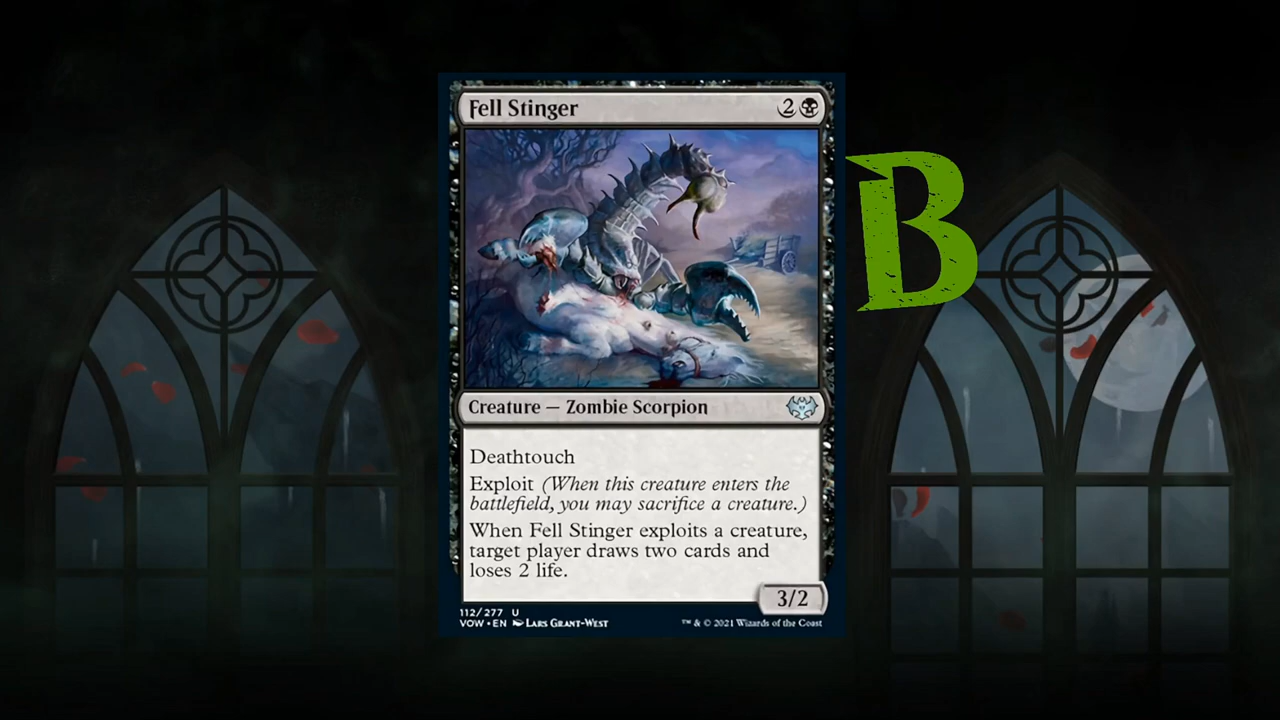 Fell Stinger 2
B
Creature — Zombie Scorpion
Deathtouch
Exploit (When this creature enters the
battlefield, you may sacrifice a creature.)
When Fell Stinger exploits a creature,
target player draws two cards and
loses 2 life.
3/2
112/277 U
VOW • EN Lars Grant-West ™ & © 2021 Wizards of the Coast